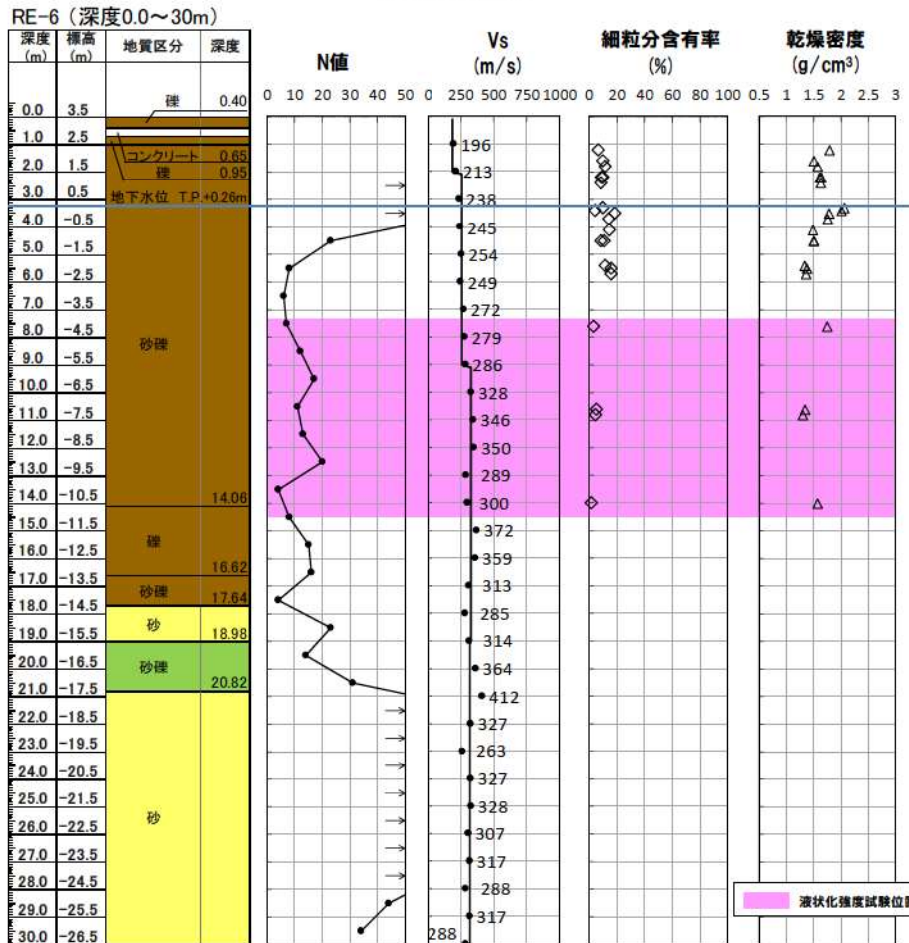 RE-6 (深度0.0～30m)
深度 (m) 標高 (m) 地質区分 深度
N値
Vs (m/s)
細粒分含有率 (%)
乾燥密度 (g/cm³)
0 10 20 30 40 50
0 250 500 750 1000
0 20 40 60 80 100
0.5 1 1.5 2 2.5 3
0.0 3.5
1.0 2.5
2.0 1.5
3.0 0.5
4.0 -0.5
5.0 -1.5
6.0 -2.5
7.0 -3.5
8.0 -4.5
9.0 -5.5
10.0 -6.5
11.0 -7.5
12.0 -8.5
13.0 -9.5
14.0 -10.5
15.0 -11.5
16.0 -12.5
17.0 -13.5
18.0 -14.5
19.0 -15.5
20.0 -16.5
21.0 -17.5
22.0 -18.5
23.0 -19.5
24.0 -20.5
25.0 -21.5
26.0 -22.5
27.0 -23.5
28.0 -24.5
29.0 -25.5
30.0 -26.5
礫 0.40
コンクリート 0.65
礫 0.95
地下水位 T.P.+0.26m
砂礫 14.06
礫 16.62
砂礫 17.64
砂 18.98
砂礫 20.82
砂
196
213
238
245
254
249
272
279
286
328
346
350
289
300
372
359
313
285
314
364
412
327
263
327
328
307
317
288
317
288
液状化強度試験位置